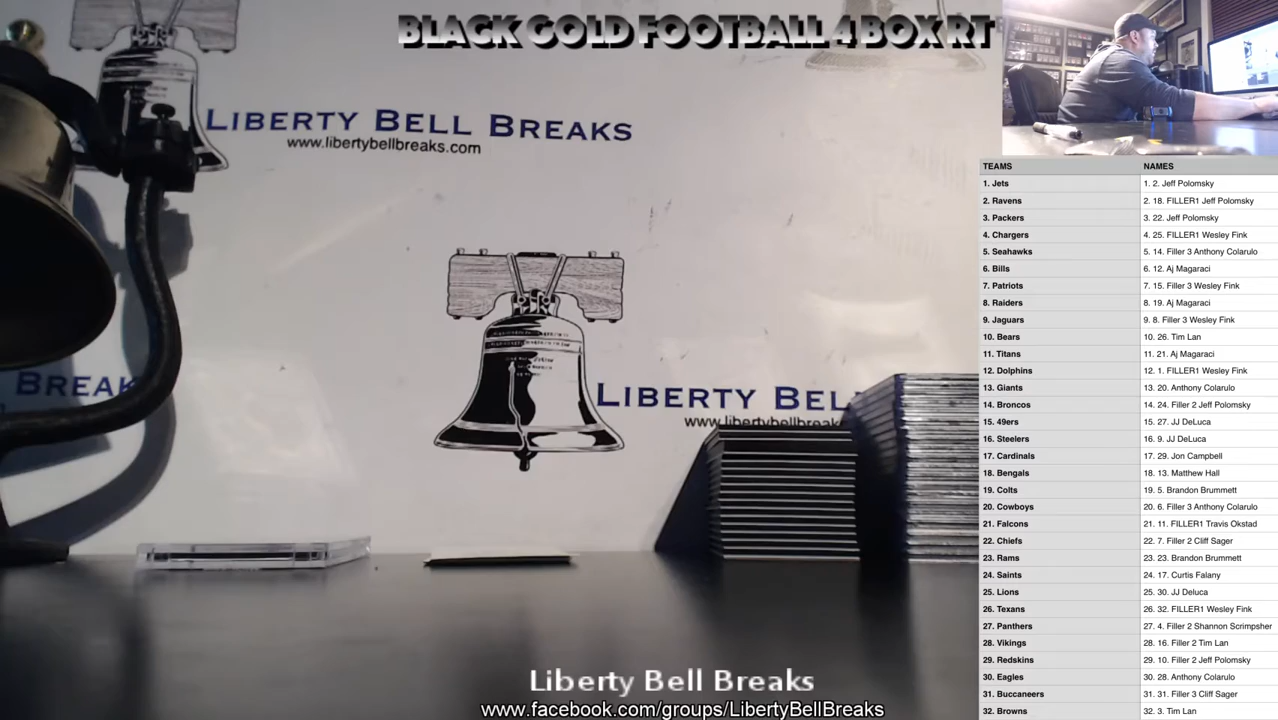 BLACK GOLD FOOTBALL 4 BOX RT
LIBERTY BELL BREAKS
www.libertybellbreaks.com
BREAK
LIBERTY BELL
www.libertybellbreak
TEAMS NAMES
1. Jets 1. 2. Jeff Polomsky
2. Ravens 2. 18. FILLER1 Jeff Polomsky
3. Packers 3. 22. Jeff Polomsky
4. Chargers 4. 25. FILLER1 Wesley Fink
5. Seahawks 5. 14. Filler 3 Anthony Colarulo
6. Bills 6. 12. Aj Magaraci
7. Patriots 7. 15. Filler 3 Wesley Fink
8. Raiders 8. 19. Aj Magaraci
9. Jaguars 9. 8. Filler 3 Wesley Fink
10. Bears 10. 26. Tim Lan
11. Titans 11. 21. Aj Magaraci
12. Dolphins 12. 1. FILLER1 Wesley Fink
13. Giants 13. 20. Anthony Colarulo
14. Broncos 14. 24. Filler 2 Jeff Polomsky
15. 49ers 15. 27. JJ DeLuca
16. Steelers 16. 9. JJ DeLuca
17. Cardinals 17. 29. Jon Campbell
18. Bengals 18. 13. Matthew Hall
19. Colts 19. 5. Brandon Brummett
20. Cowboys 20. 6. Filler 3 Anthony Colarulo
21. Falcons 21. 11. FILLER1 Travis Okstad
22. Chiefs 22. 7. Filler 2 Cliff Sager
23. Rams 23. 23. Brandon Brummett
24. Saints 24. 17. Curtis Falany
25. Lions 25. 30. JJ Deluca
26. Texans 26. 32. FILLER1 Wesley Fink
27. Panthers 27. 4. Filler 2 Shannon Scrimpsher
28. Vikings 28. 16. Filler 2 Tim Lan
29. Redskins 29. 10. Filler 2 Jeff Polomsky
30. Eagles 30. 28. Anthony Colarulo
31. Buccaneers 31. 31. Filler 3 Cliff Sager
32. Browns 32. 3. Tim Lan
Liberty Bell Breaks
www.facebook.com/groups/LibertyBellBreaks